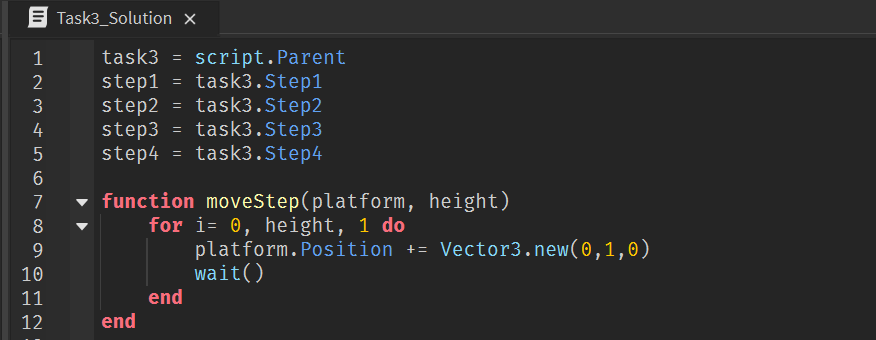 Task3_Solution ×
1 task3 = script.Parent
2 step1 = task3.Step1
3 step2 = task3.Step2
4 step3 = task3.Step3
5 step4 = task3.Step4
6
7 function moveStep(platform, height)
8 for i= 0, height, 1 do
9 platform.Position += Vector3.new(0,1,0)
10 wait()
11 end
12 end